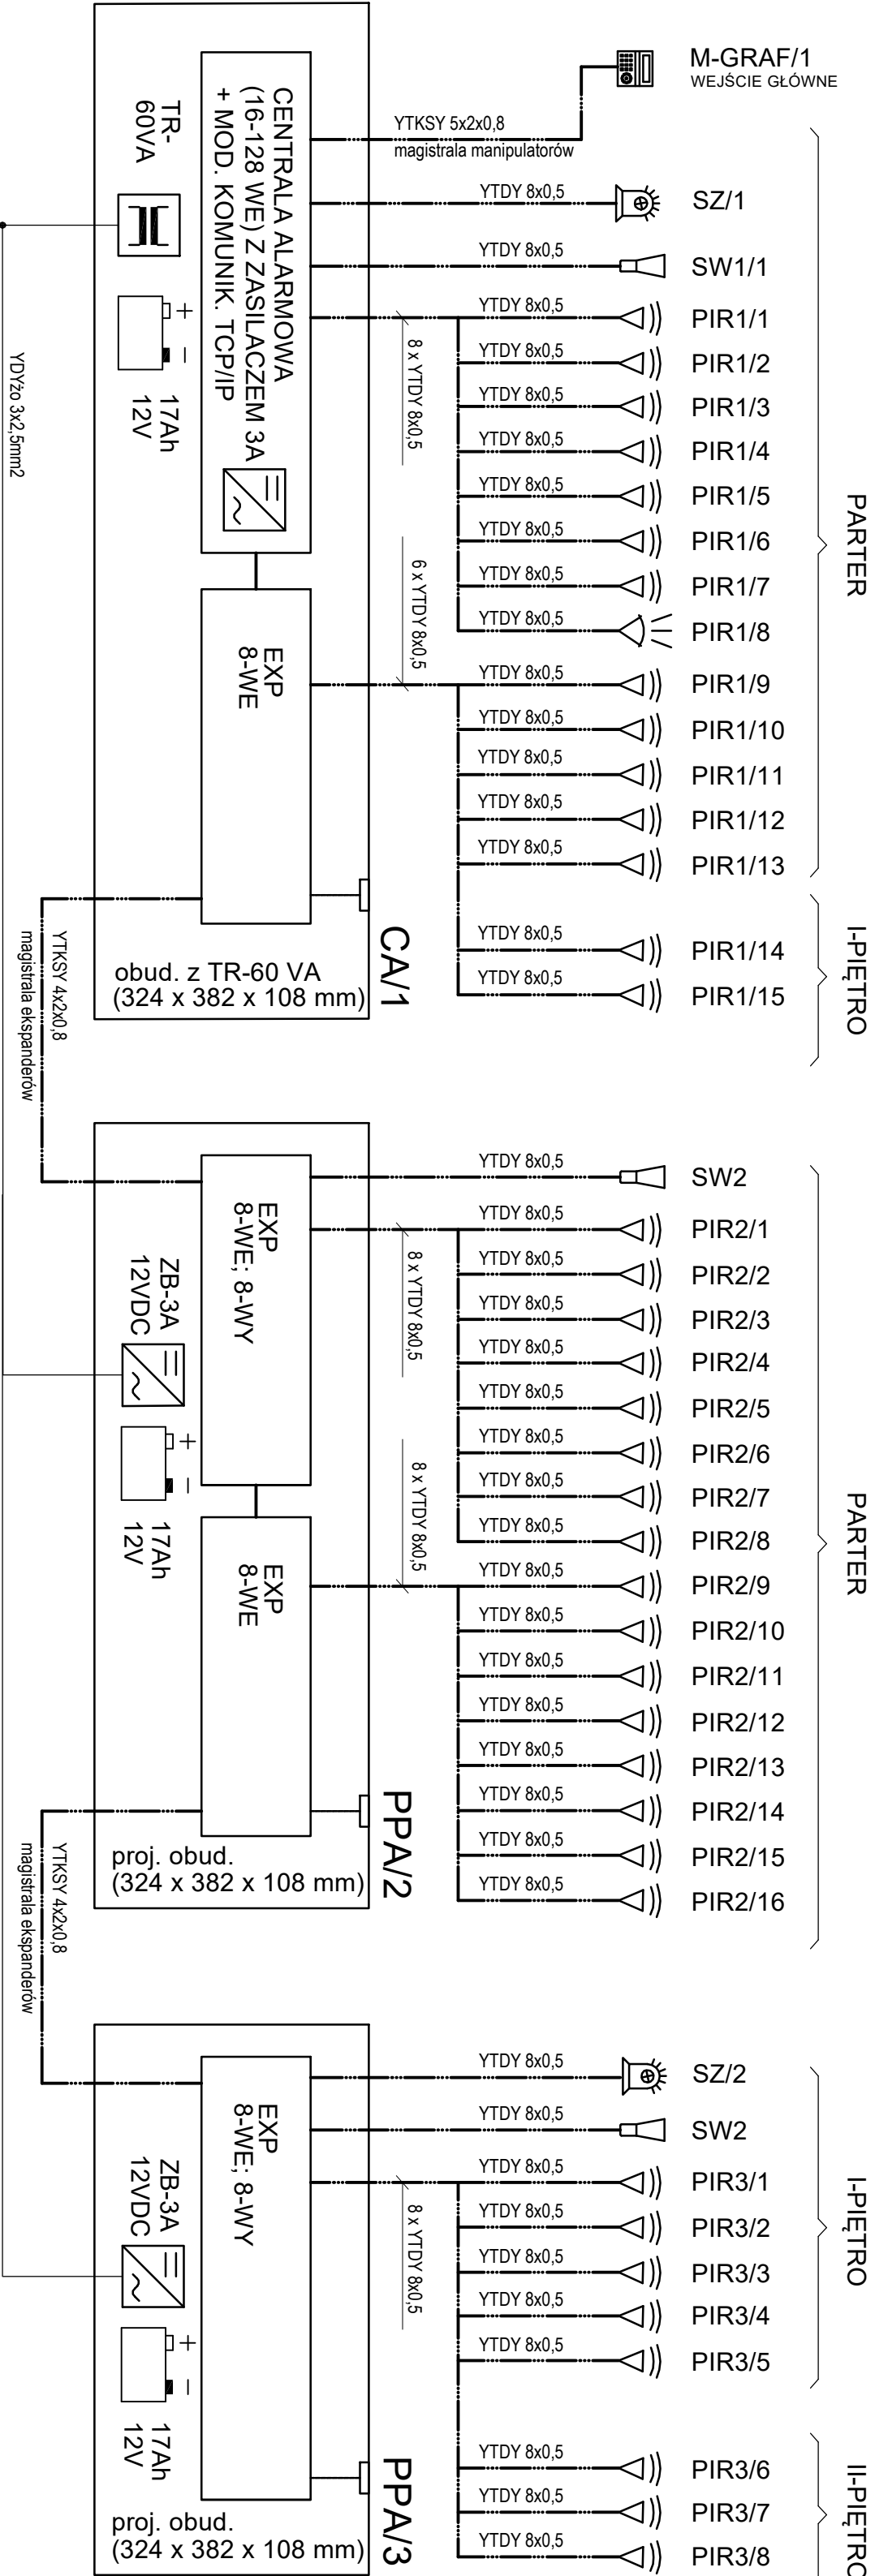 M-GRAF/1
WEJŚCIE GŁÓWNE
YTKSY 5x2x0,8
magistrala manipulatorów
YTDY 8x0,5
SZ/1
YTDY 8x0,5
SW1/1
YTDY 8x0,5
PIR1/1
YTDY 8x0,5
PIR1/2
YTDY 8x0,5
PIR1/3
YTDY 8x0,5
PIR1/4
YTDY 8x0,5
PIR1/5
YTDY 8x0,5
PIR1/6
YTDY 8x0,5
PIR1/7
YTDY 8x0,5
PIR1/8
YTDY 8x0,5
PIR1/9
YTDY 8x0,5
PIR1/10
YTDY 8x0,5
PIR1/11
YTDY 8x0,5
PIR1/12
YTDY 8x0,5
PIR1/13
YTDY 8x0,5
PIR1/14
YTDY 8x0,5
PIR1/15
PARTER
I-PIĘTRO
8 x YTDY 8x0,5
6 x YTDY 8x0,5
CENTRALA ALARMOWA
(16-128 WE) Z ZASILACZEM 3A
+ MOD. KOMUNIK. TCP/IP
TR-
60VA
+ −
17Ah
12V
EXP
8-WE
CA/1
obud. z TR-60 VA
(324 x 382 x 108 mm)
YDYżo 3x2,5mm2
YTKSY 4x2x0,8
magistrala ekspanderów
YTDY 8x0,5
SW2
YTDY 8x0,5
PIR2/1
YTDY 8x0,5
PIR2/2
YTDY 8x0,5
PIR2/3
YTDY 8x0,5
PIR2/4
YTDY 8x0,5
PIR2/5
YTDY 8x0,5
PIR2/6
YTDY 8x0,5
PIR2/7
YTDY 8x0,5
PIR2/8
YTDY 8x0,5
PIR2/9
YTDY 8x0,5
PIR2/10
YTDY 8x0,5
PIR2/11
YTDY 8x0,5
PIR2/12
YTDY 8x0,5
PIR2/13
YTDY 8x0,5
PIR2/14
YTDY 8x0,5
PIR2/15
YTDY 8x0,5
PIR2/16
PARTER
8 x YTDY 8x0,5
8 x YTDY 8x0,5
EXP
8-WE; 8-WY
ZB-3A
12VDC
+ −
17Ah
12V
EXP
8-WE
PPA/2
proj. obud.
(324 x 382 x 108 mm)
YTKSY 4x2x0,8
magistrala ekspanderów
YTDY 8x0,5
SZ/2
YTDY 8x0,5
SW2
YTDY 8x0,5
PIR3/1
YTDY 8x0,5
PIR3/2
YTDY 8x0,5
PIR3/3
YTDY 8x0,5
PIR3/4
YTDY 8x0,5
PIR3/5
YTDY 8x0,5
PIR3/6
YTDY 8x0,5
PIR3/7
YTDY 8x0,5
PIR3/8
I-PIĘTRO
II-PIĘTRO
8 x YTDY 8x0,5
EXP
8-WE; 8-WY
ZB-3A
12VDC
+ −
17Ah
12V
PPA/3
proj. obud.
(324 x 382 x 108 mm)